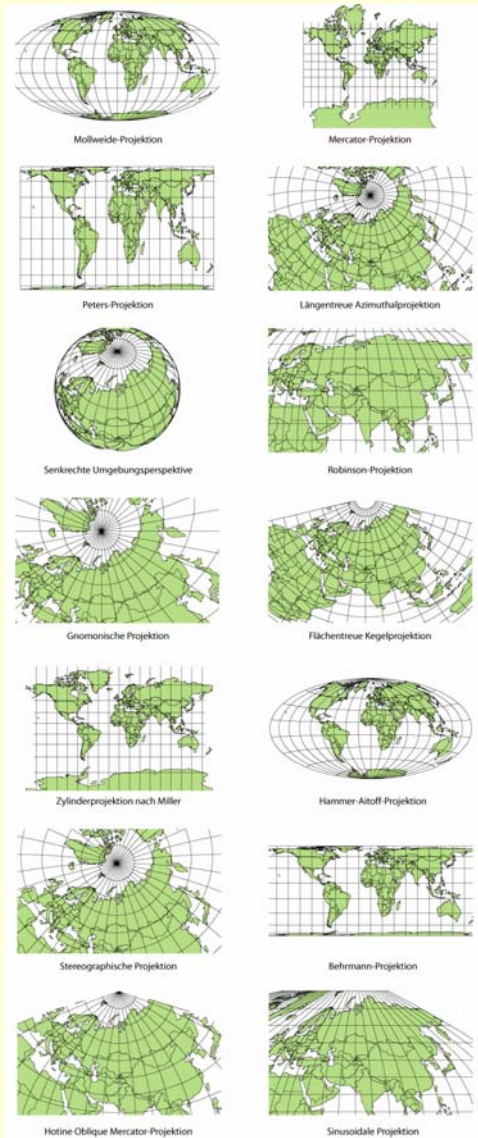 Mollweide-Projektion
Mercator-Projektion
Peters-Projektion
Längentreue Azimuthalprojektion
Senkrechte Umgebungsperspektive
Robinson-Projektion
Gnomonische Projektion
Flächentreue Kegelprojektion
Zylinderprojektion nach Miller
Hammer-Aitoff-Projektion
Stereographische Projektion
Behrmann-Projektion
Hotine Oblique Mercator-Projektion
Sinusoidale Projektion